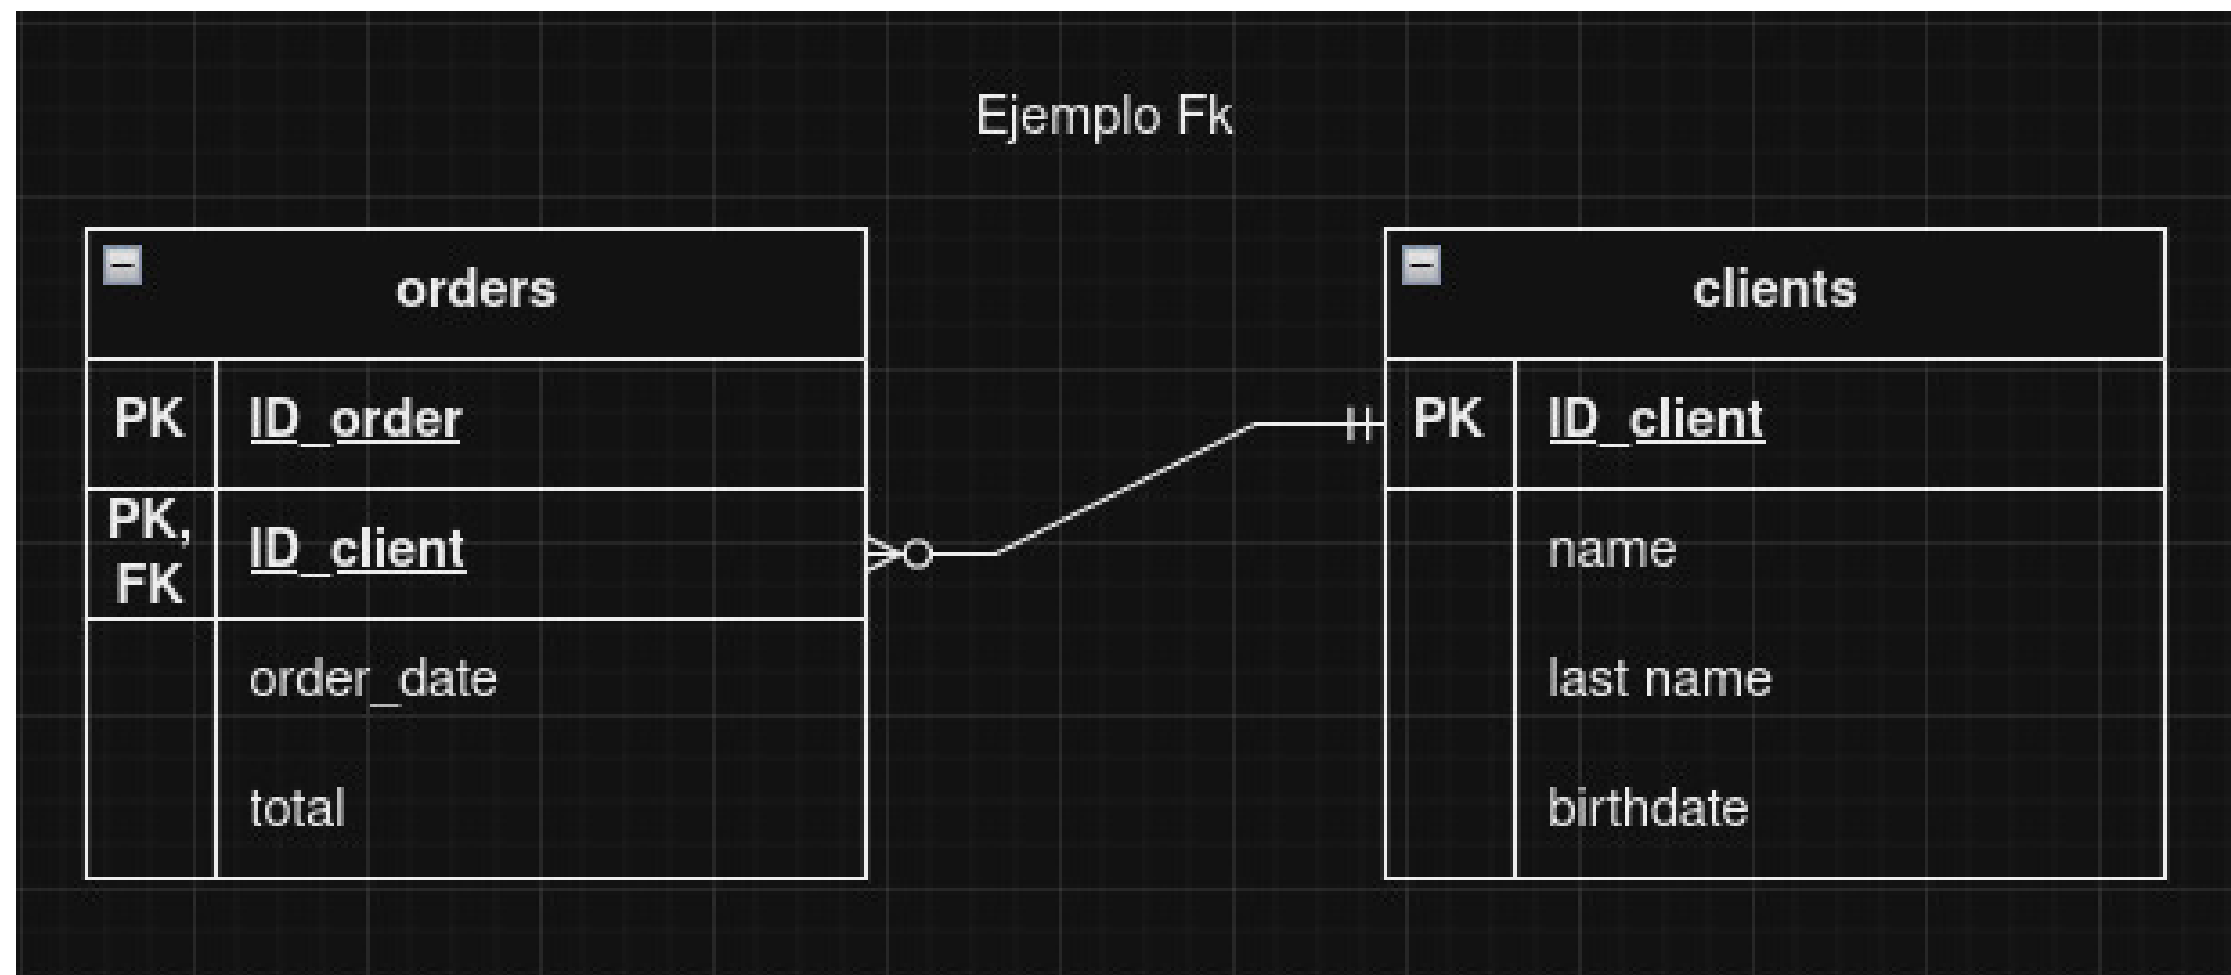 Ejemplo Fk
orders
PK ID_order
PK, FK ID_client
order_date
total
clients
PK ID_client
name
last name
birthdate